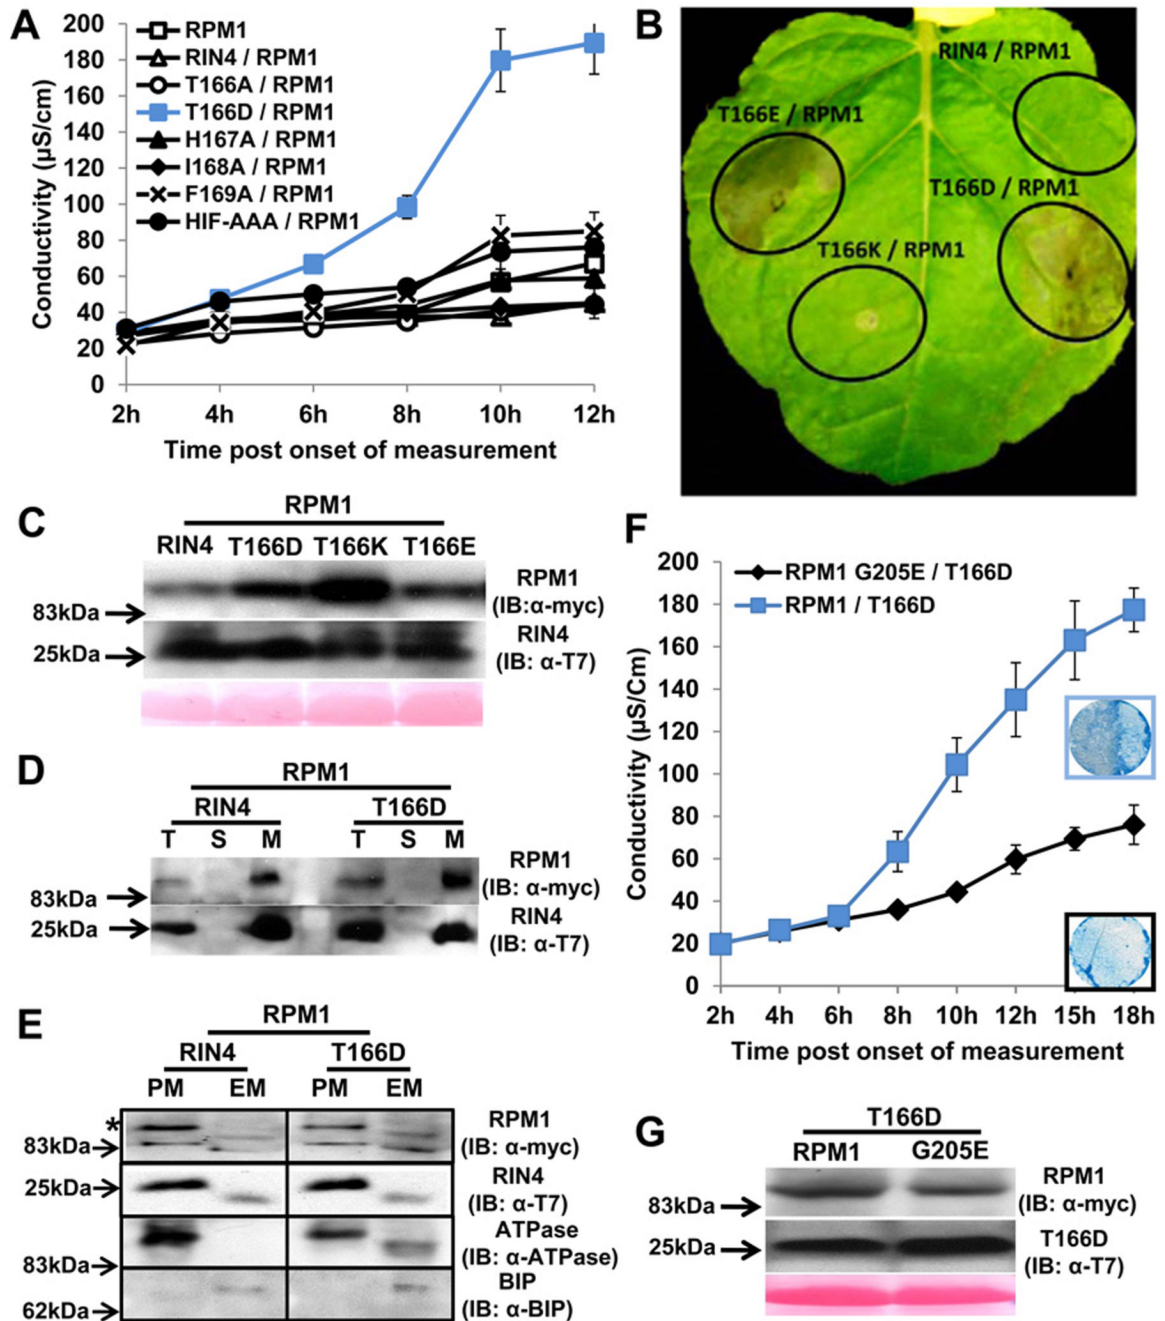 A
200
180
160
140
120
100
80
60
40
20
0
Conductivity (µS/cm)
RPM1
RIN4 / RPM1
T166A / RPM1
T166D / RPM1
H167A / RPM1
I168A / RPM1
F169A / RPM1
HIF-AAA / RPM1
2h 4h 6h 8h 10h 12h
Time post onset of measurement
B
RIN4 / RPM1
T166E / RPM1
T166D / RPM1
T166K / RPM1
C
RPM1
RIN4 T166D T166K T166E
RPM1
(IB:α-myc)
83kDa
RIN4
(IB: α-T7)
25kDa
D
RPM1
RIN4 T166D
T S M T S M
RPM1
(IB: α-myc)
83kDa
RIN4
(IB: α-T7)
25kDa
E
RPM1
RIN4 T166D
PM EM PM EM
*
RPM1
(IB: α-myc)
83kDa
RIN4
(IB: α-T7)
25kDa
ATPase
(IB: α-ATPase)
83kDa
BIP
(IB: α-BIP)
62kDa
F
200
180
160
140
120
100
80
60
40
20
0
Conductivity (µS/Cm)
RPM1 G205E / T166D
RPM1 / T166D
2h 4h 6h 8h 10h 12h 15h 18h
Time post onset of measurement
G
T166D
RPM1 G205E
RPM1
(IB: α-myc)
83kDa
T166D
(IB: α-T7)
25kDa